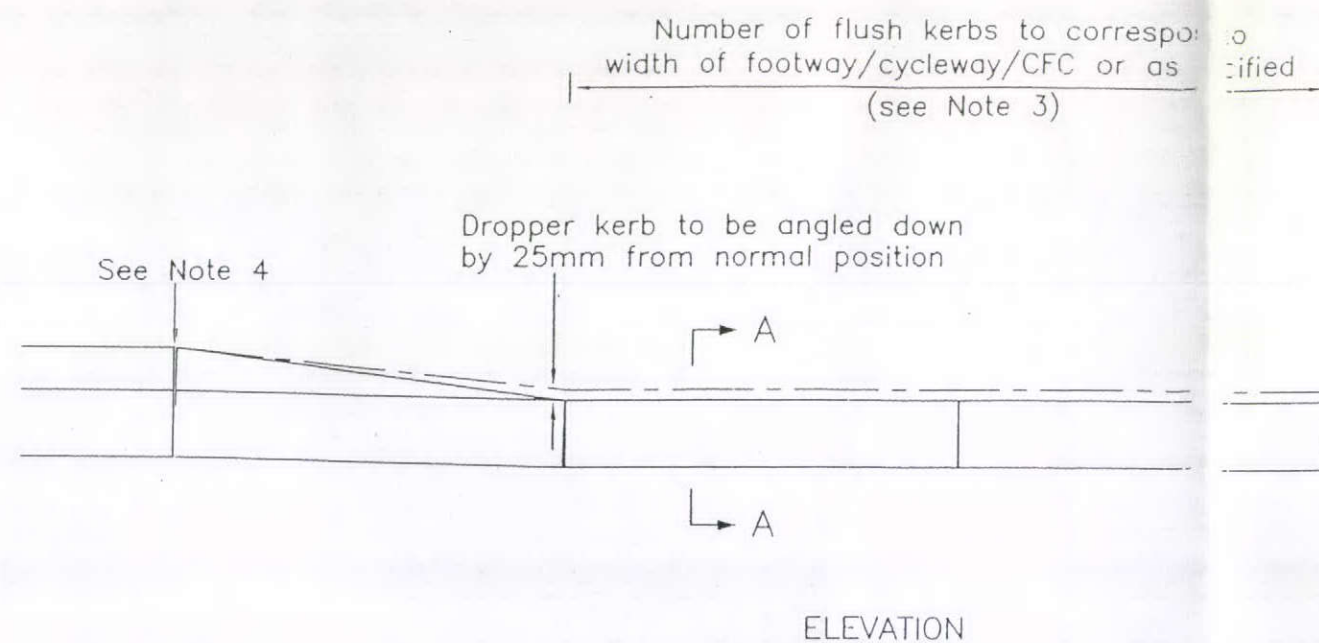 Number of flush kerbs to
width of footway/cycleway/CFC or as
(see Note 3)
Dropper kerb to be angled down
by 25mm from normal position
See Note 4
A
A
ELEVATION